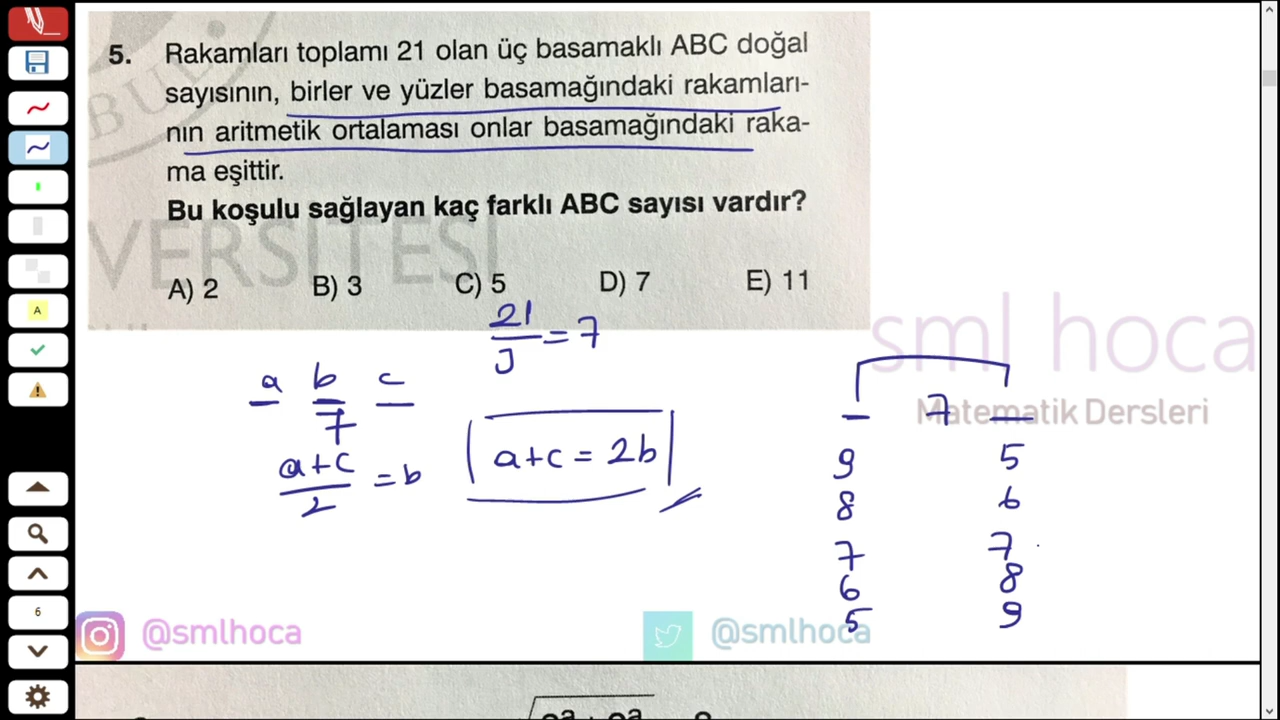 5. Rakamları toplamı 21 olan üç basamaklı ABC doğal
sayısının, birler ve yüzler basamağındaki rakamları-
nın aritmetik ortalaması onlar basamağındaki raka-
ma eşittir.
Bu koşulu sağlayan kaç farklı ABC sayısı vardır?
A) 2 B) 3 C) 5 D) 7 E) 11
VERSİTESİ
21/3 = 7
a b c
7
(a+c)/2 = b
a+c = 2b
7
9 5
8 6
7 7
6 8
5 9
sml hoca
Matematik Dersleri
@smlhoca @smlhoca
A
6